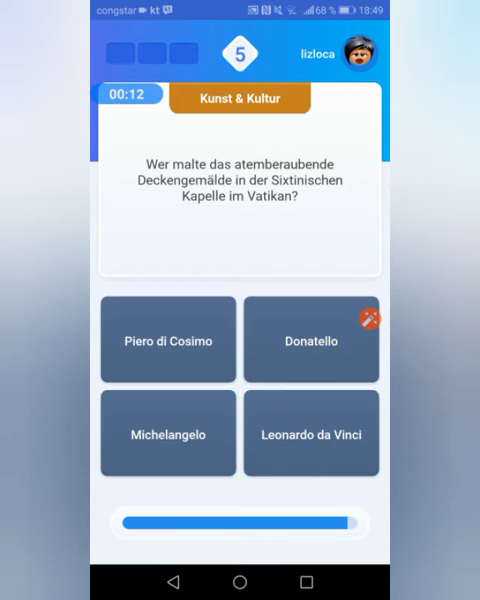 congstar kt 68 % 18:49
5
lizloca
00:12
Kunst & Kultur
Wer malte das atemberaubende
Deckengemälde in der Sixtinischen
Kapelle im Vatikan?
Piero di Cosimo
Donatello
Michelangelo
Leonardo da Vinci